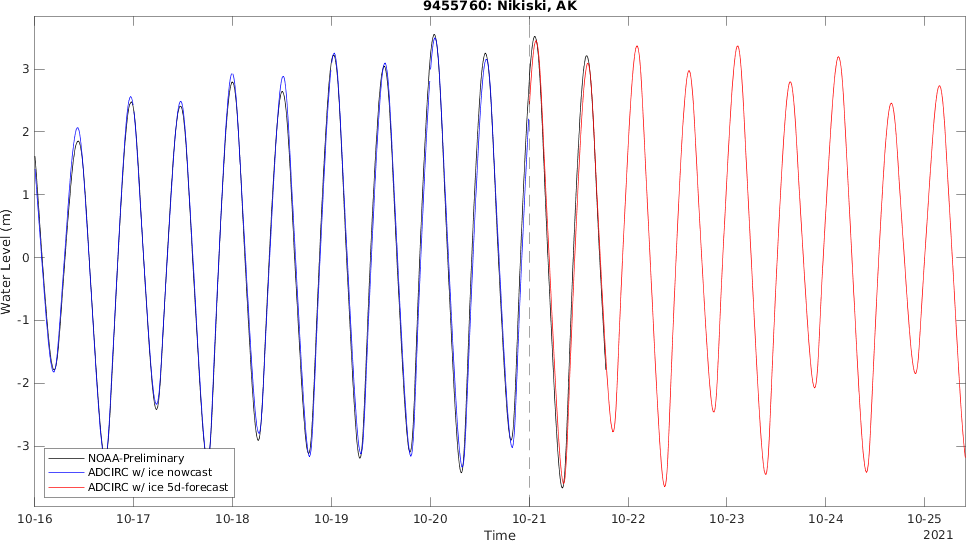 9455760: Nikiski, AK
Water Level (m)
3
2
1
0
-1
-2
-3
NOAA-Preliminary
ADCIRC w/ ice nowcast
ADCIRC w/ ice 5d-forecast
10-16 10-17 10-18 10-19 10-20 10-21 10-22 10-23 10-24 10-25
Time
2021